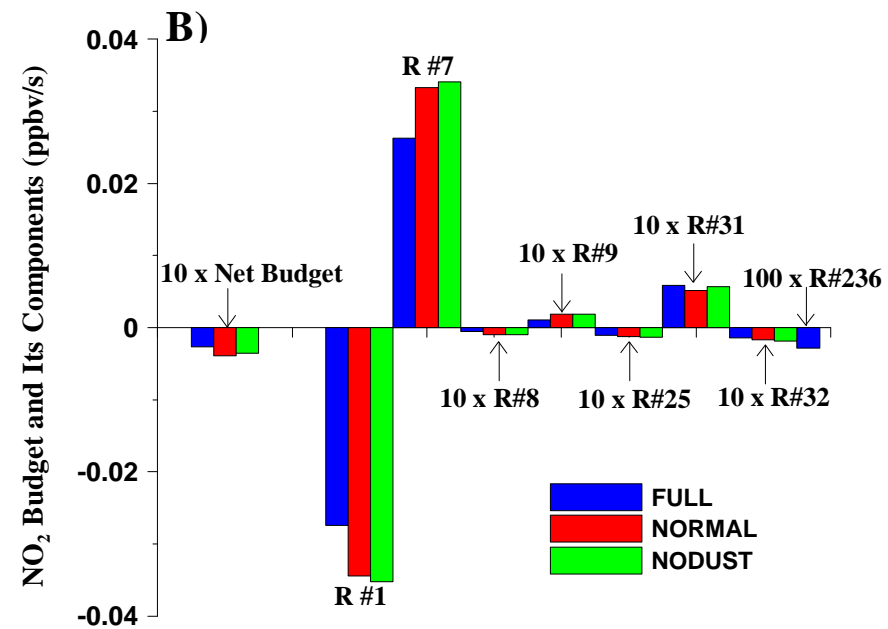 B)
NO₂ Budget and Its Components (ppbv/s)
0.04
0.02
0
-0.02
-0.04
R #7
10 x R#31
10 x R#9
10 x Net Budget
100 x R#236
10 x R#8
10 x R#25
10 x R#32
R #1
FULL
NORMAL
NODUST